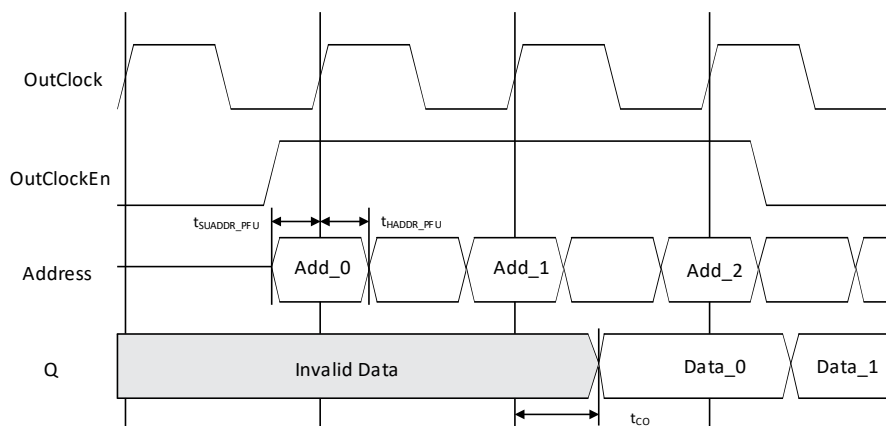 OutClock
OutClockEn
tSUADDR_PFU
tHADDR_PFU
Address
Add_0
Add_1
Add_2
Q
Invalid Data
Data_0
Data_1
tCO